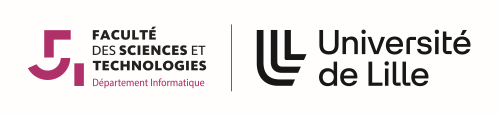 FACULTÉ
DES SCIENCES ET
TECHNOLOGIES
Département Informatique
Université
de Lille